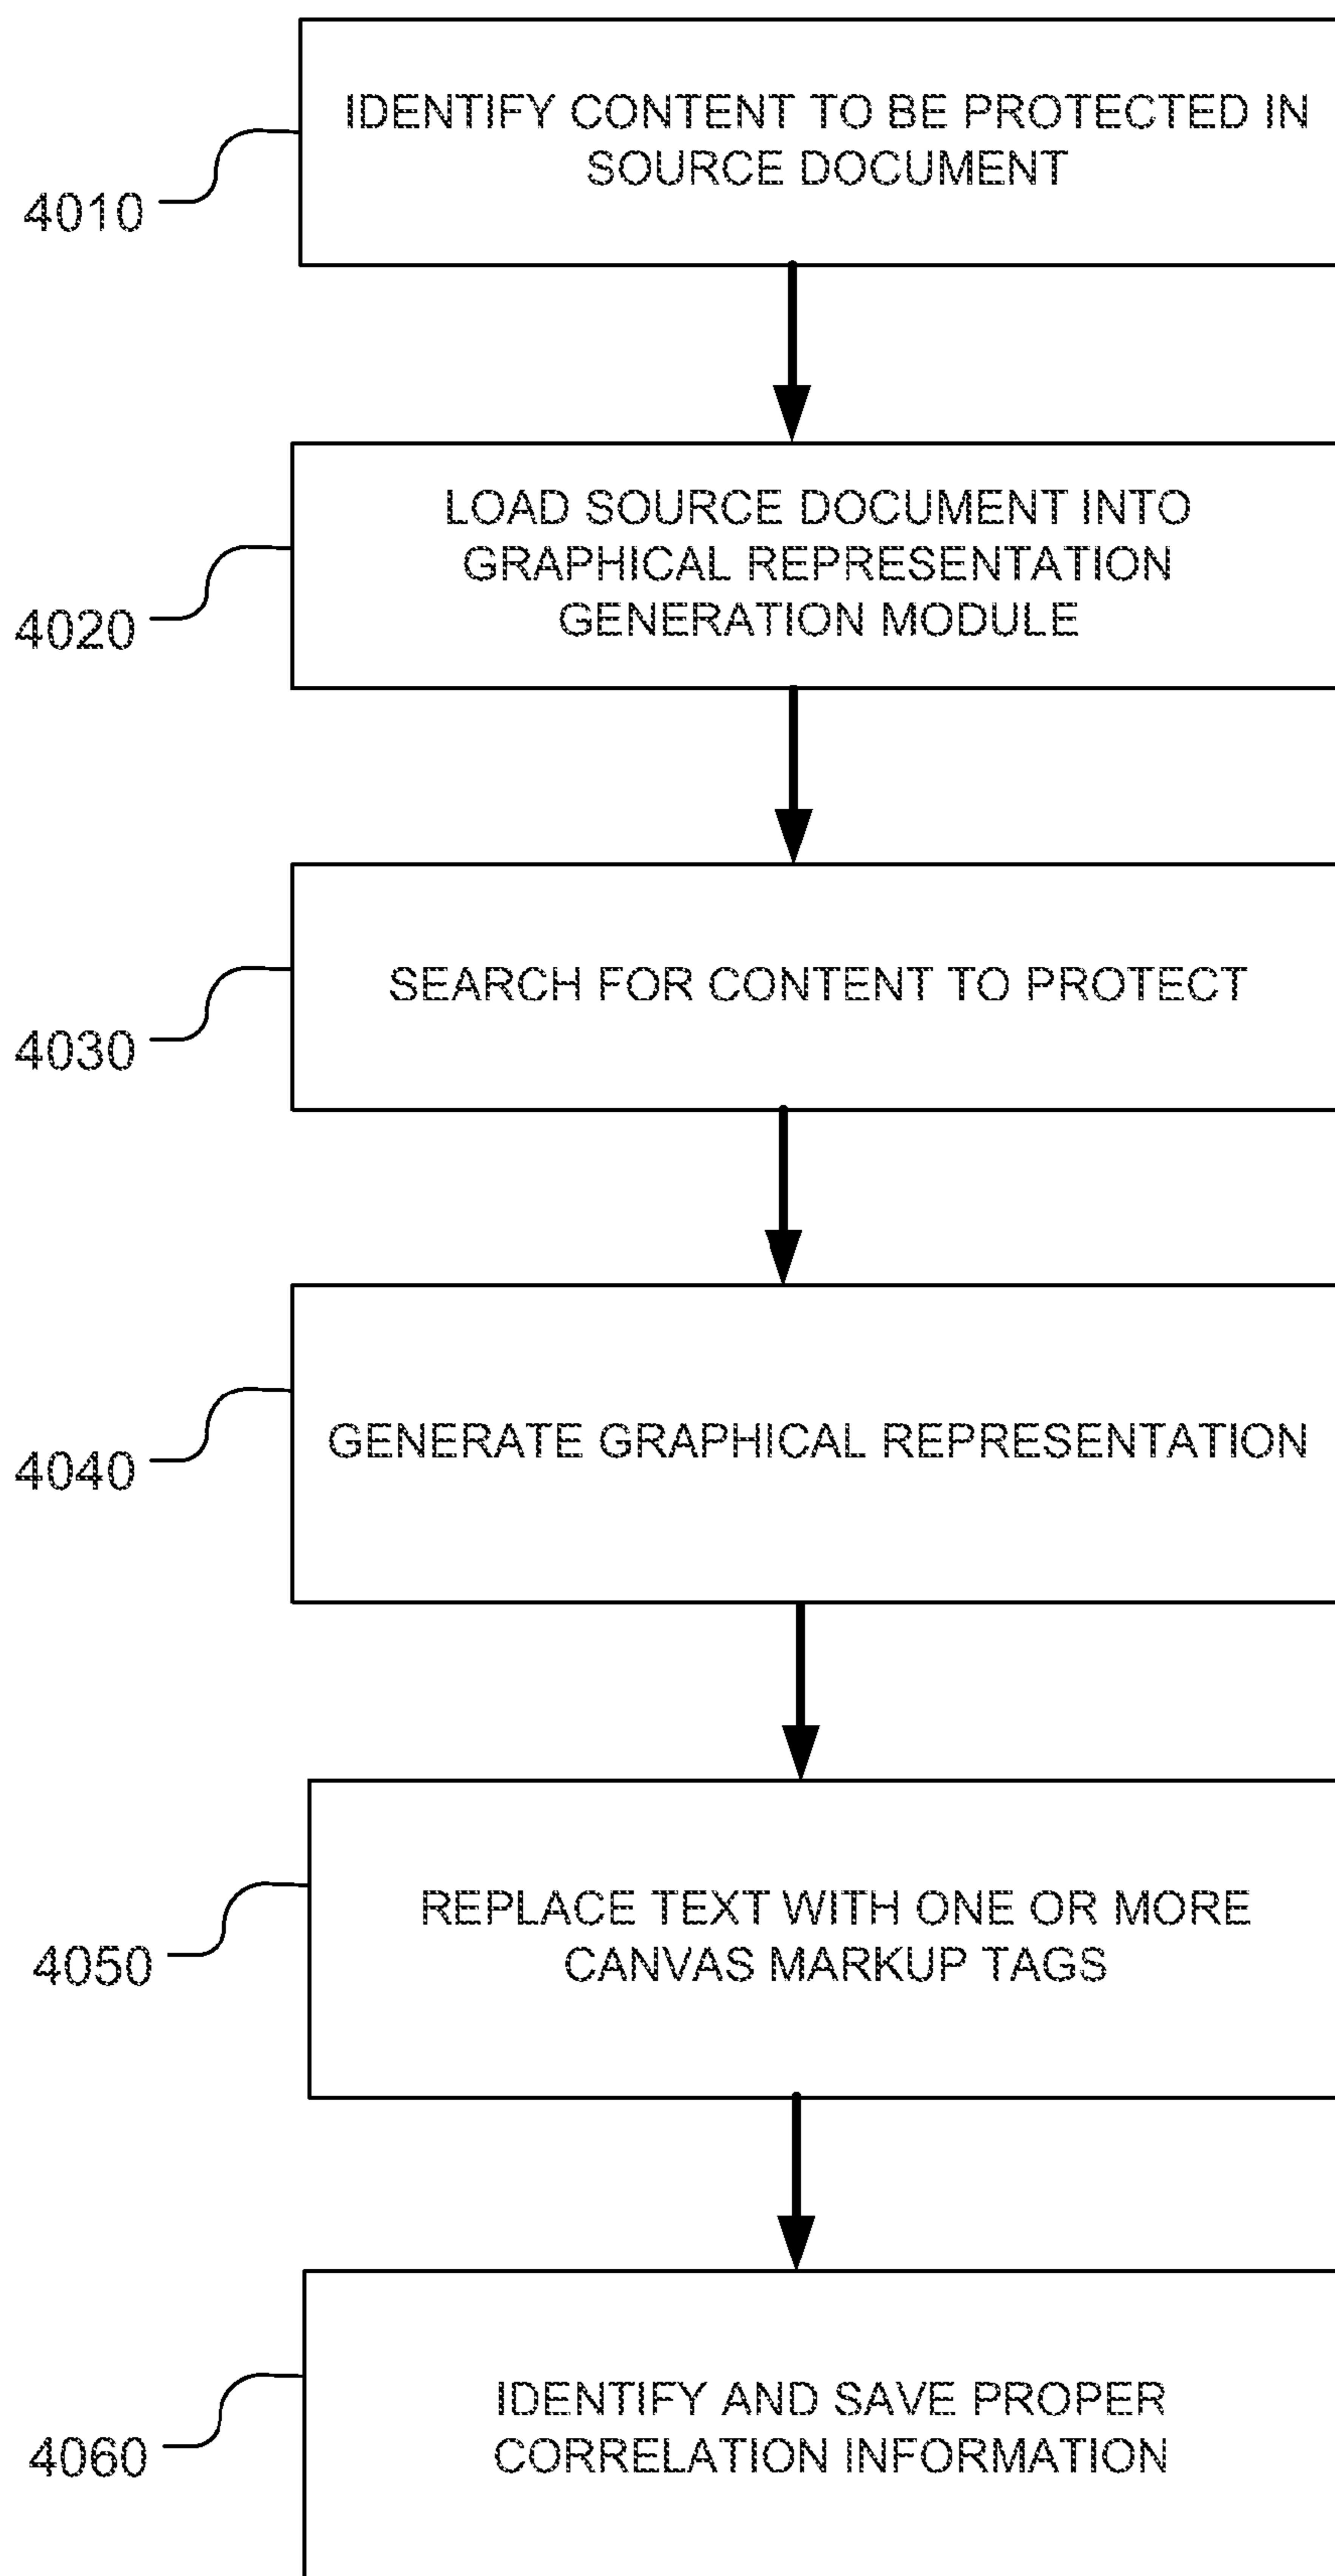 IDENTIFY CONTENT TO BE PROTECTED IN
SOURCE DOCUMENT
4010
LOAD SOURCE DOCUMENT INTO
GRAPHICAL REPRESENTATION
GENERATION MODULE
4020
SEARCH FOR CONTENT TO PROTECT
4030
GENERATE GRAPHICAL REPRESENTATION
4040
REPLACE TEXT WITH ONE OR MORE
CANVAS MARKUP TAGS
4050
IDENTIFY AND SAVE PROPER
CORRELATION INFORMATION
4060